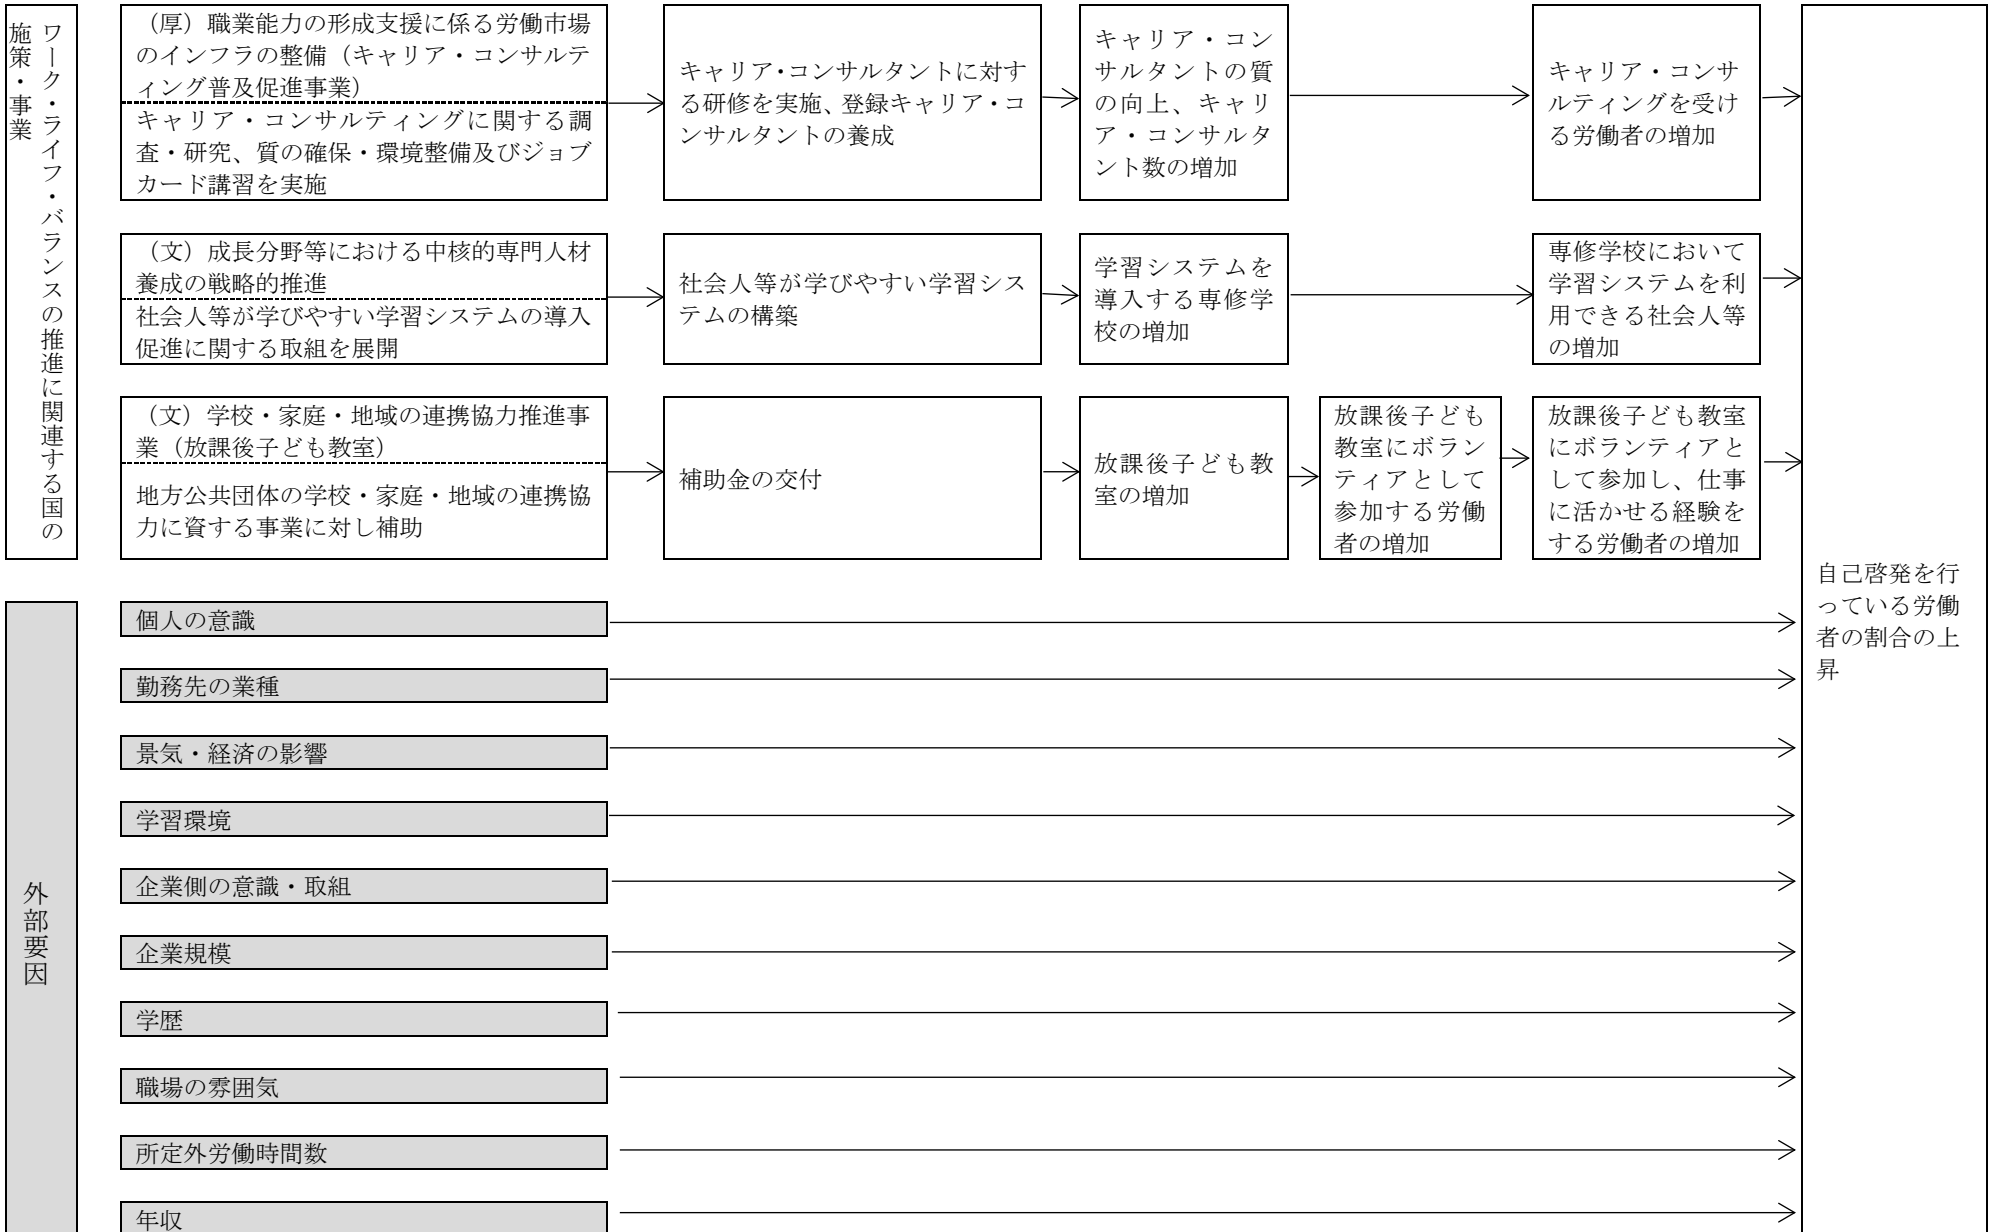 ワーク・ライフ・バランスの推進に関連する国の
施策・事業
（厚）職業能力の形成支援に係る労働市場
のインフラの整備（キャリア・コンサルテ
ィング普及促進事業）
キャリア・コンサルティングに関する調
査・研究、質の確保・環境整備及びジョブ
カード講習を実施
キャリア・コンサルタントに対す
る研修を実施、登録キャリア・コ
ンサルタントの養成
キャリア・コン
サルタントの質
の向上、キャリ
ア・コンサルタ
ント数の増加
キャリア・コンサ
ルティングを受け
る労働者の増加
（文）成長分野等における中核的専門人材
養成の戦略的推進
社会人等が学びやすい学習システムの導入
促進に関する取組を展開
社会人等が学びやすい学習シス
テムの構築
学習システムを
導入する専修学
校の増加
専修学校において
学習システムを利
用できる社会人等
の増加
（文）学校・家庭・地域の連携協力推進事
業（放課後子ども教室）
地方公共団体の学校・家庭・地域の連携協
力に資する事業に対し補助
補助金の交付
放課後子ども教
室の増加
放課後子ども
教室にボラン
ティアとして
参加する労働
者の増加
放課後子ども教室
にボランティアと
して参加し、仕事
に活かせる経験を
する労働者の増加
自己啓発を行
っている労働
者の割合の上
昇
外部要因
個人の意識
勤務先の業種
景気・経済の影響
学習環境
企業側の意識・取組
企業規模
学歴
職場の雰囲気
所定外労働時間数
年収